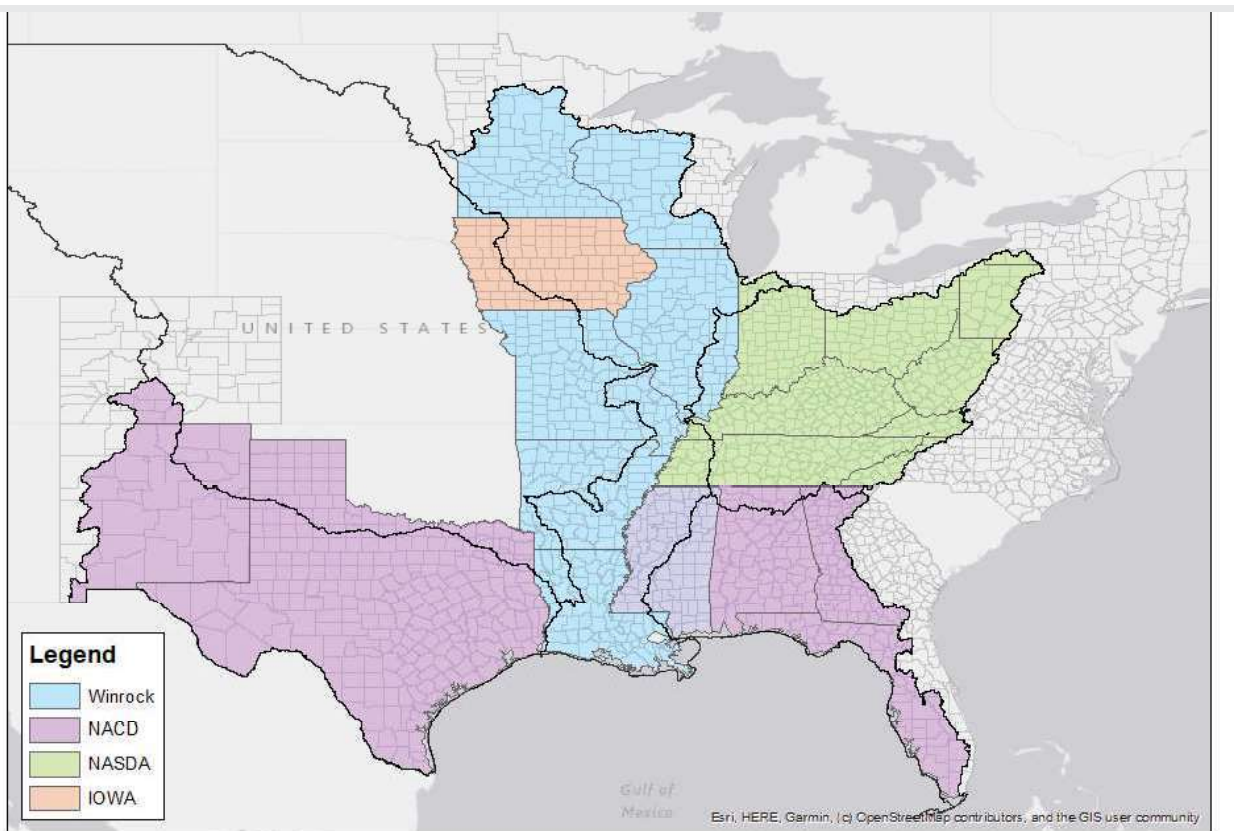 UNITED STATES
Legend
Winrock
NACD
NASDA
IOWA
Gulf of
Mexico
Esri, HERE, Garmin, (c) OpenStreetMap contributors, and the GIS user community